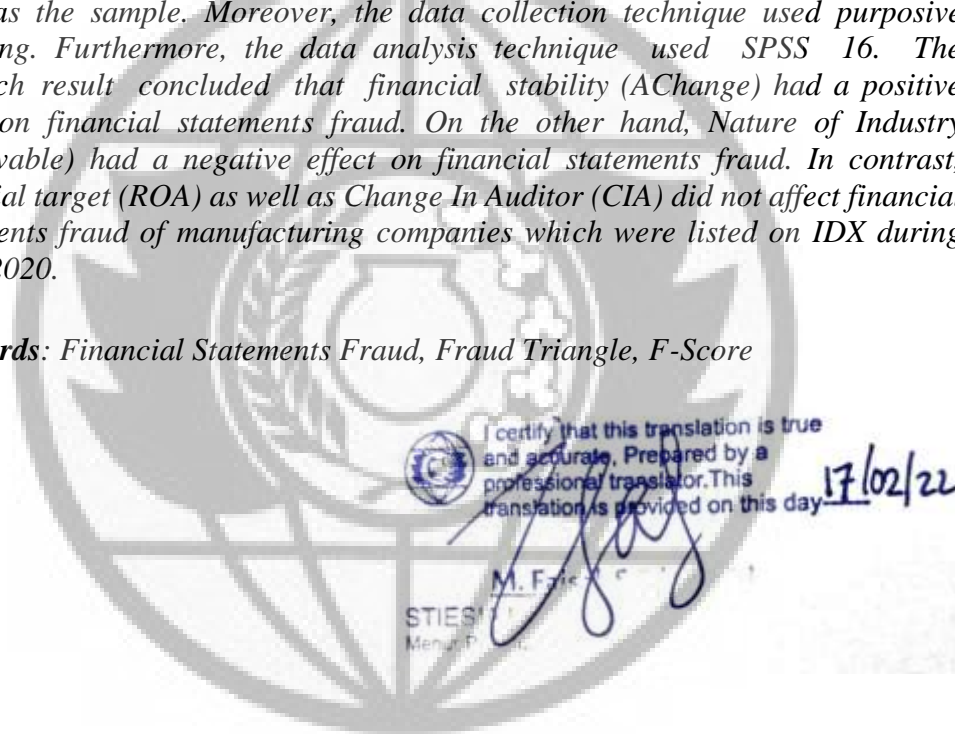 as the sample. Moreover, the data collection technique used purposive
ng. Furthermore, the data analysis technique used SPSS 16. The
ch result concluded that financial stability (AChange) had a positive
on financial statements fraud. On the other hand, Nature of Industry
vable) had a negative effect on financial statements fraud. In contrast,
ial target (ROA) as well as Change In Auditor (CIA) did not affect financial
ents fraud of manufacturing companies which were listed on IDX during
2020.
rds: Financial Statements Fraud, Fraud Triangle, F-Score
I certify that this translation is true
and accurate, Prepared by a
professional translator.This
translation is provided on this day 17/02/22
M.
STIES